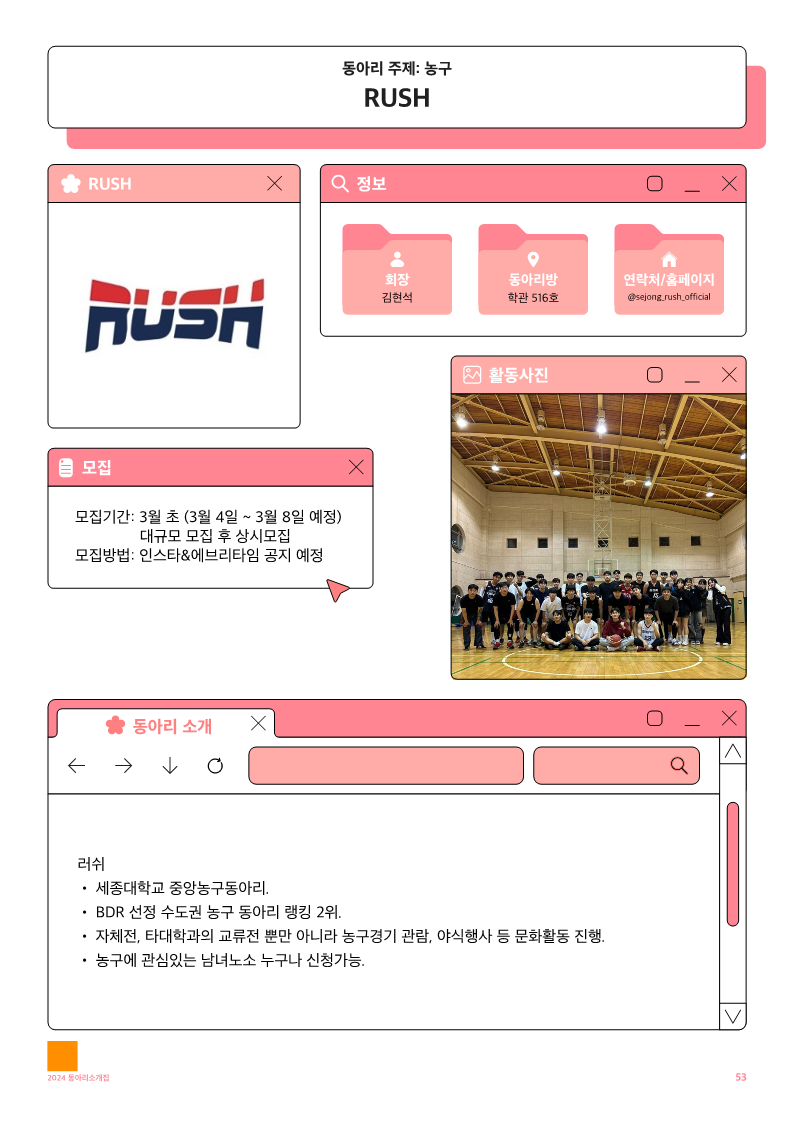 동아리 주제: 농구
RUSH
RUSH
RUSH
정보
회장
김현석
동아리방
학관 516호
연락처/홈페이지
@sejong_rush_official
활동사진
모집
모집기간: 3월 초 (3월 4일 ~ 3월 8일 예정)
대규모 모집 후 상시모집
모집방법: 인스타&에브리타임 공지 예정
동아리 소개
러쉬
• 세종대학교 중앙농구동아리.
• BDR 선정 수도권 농구 동아리 랭킹 2위.
• 자체전, 타대학과의 교류전 뿐만 아니라 농구경기 관람, 야식행사 등 문화활동 진행.
• 농구에 관심있는 남녀노소 누구나 신청가능.
2024 동아리소개집
53